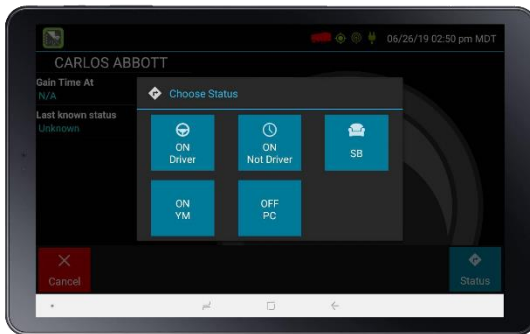 06/26/19 02:50 pm MDT
CARLOS ABBOTT
Gain Time At
N/A
Last known status
Unknown
Choose Status
ON
Driver
ON
Not Driver
SB
ON
YM
OFF
PC
Cancel
Status